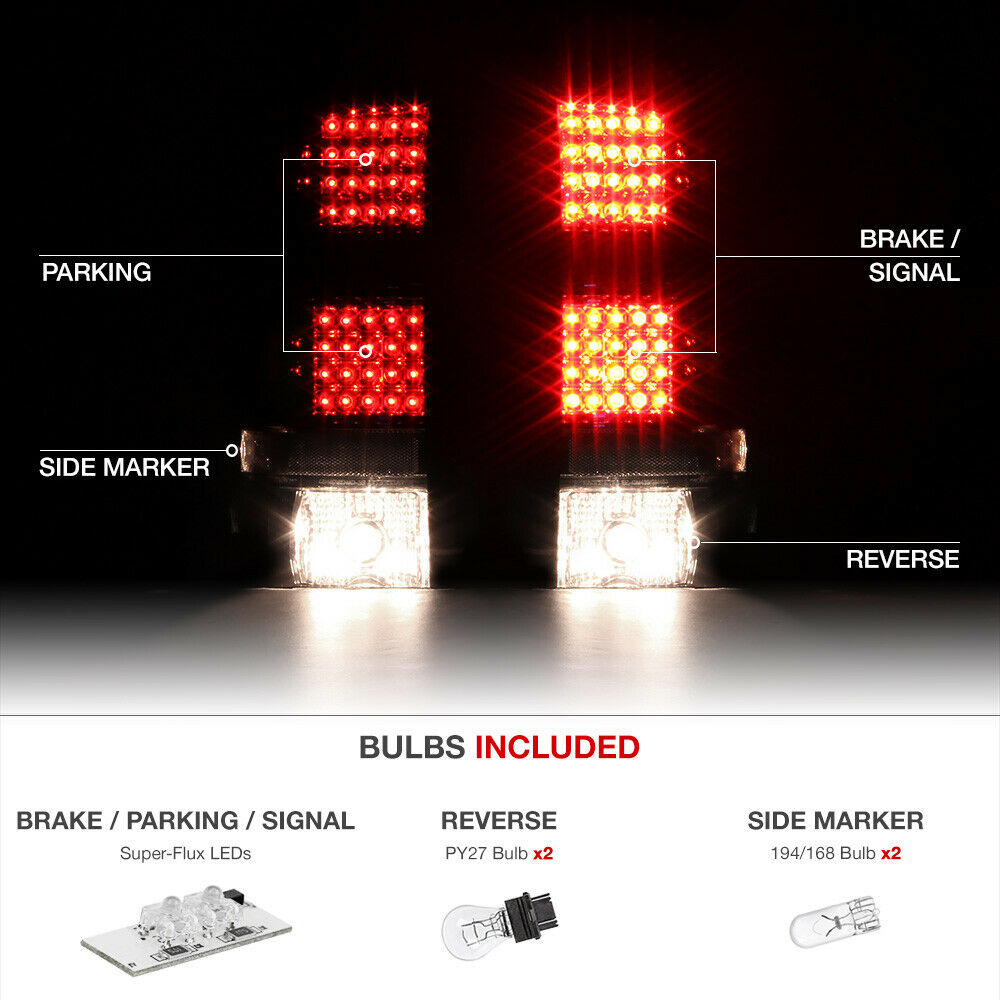 PARKING
BRAKE /
SIGNAL
SIDE MARKER
REVERSE
BULBS INCLUDED
BRAKE / PARKING / SIGNAL
Super-Flux LEDs
REVERSE
PY27 Bulb x2
SIDE MARKER
194/168 Bulb x2